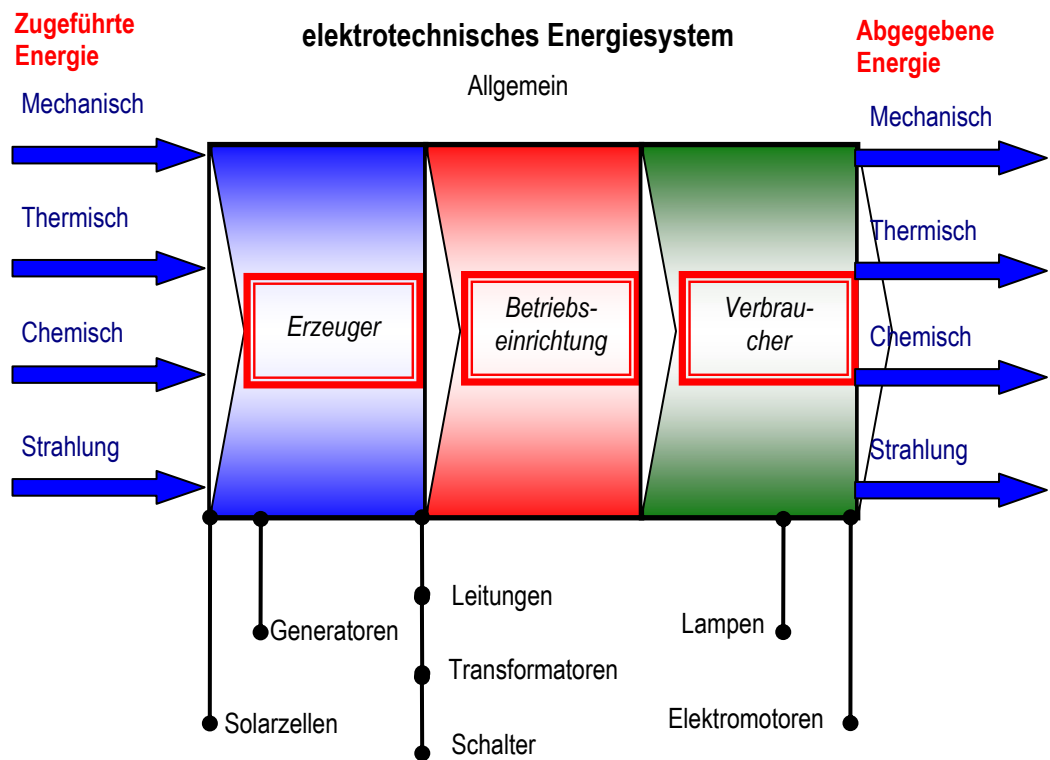 Zugeführte
Energie
elektrotechnisches Energiesystem
Allgemein
Abgegebene
Energie
Mechanisch
Thermisch
Chemisch
Strahlung
Erzeuger
Betriebs-
einrichtung
Verbrau-
cher
Mechanisch
Thermisch
Chemisch
Strahlung
Leitungen
Generatoren
Transformatoren
Solarzellen
Schalter
Lampen
Elektromotoren